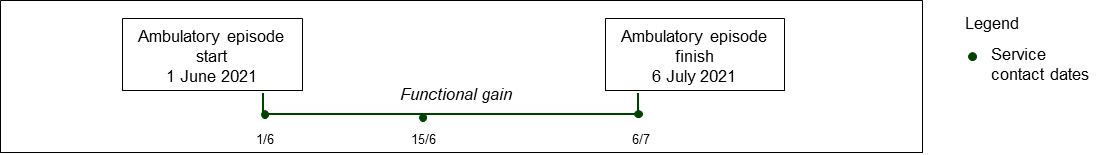 Ambulatory episode
start
1 June 2021
Ambulatory episode
finish
6 July 2021
Functional gain
1/6
15/6
6/7
Legend
Service
contact dates